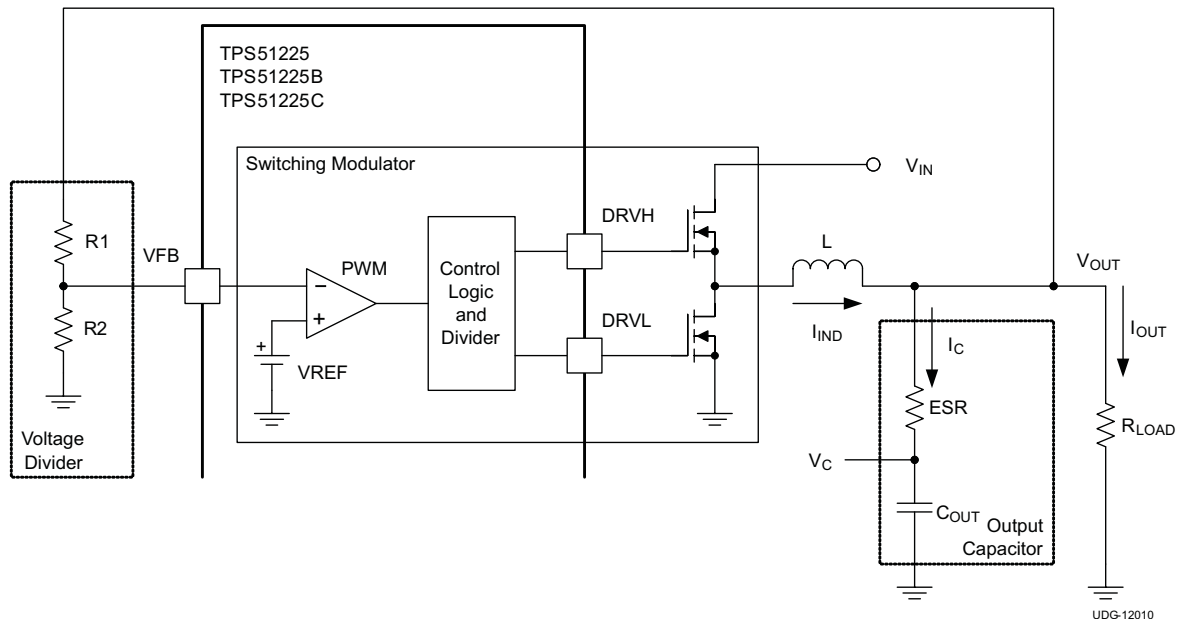 TPS51225
TPS51225B
TPS51225C
Switching Modulator
VIN
DRVH
R1
VFB
L
VOUT
PWM
Control
Logic
and
Divider
−
+
R2
DRVL
IIND
IC
IOUT
+
VREF
ESR
RLOAD
Voltage
Divider
VC
COUT
Output
Capacitor
UDG-12010